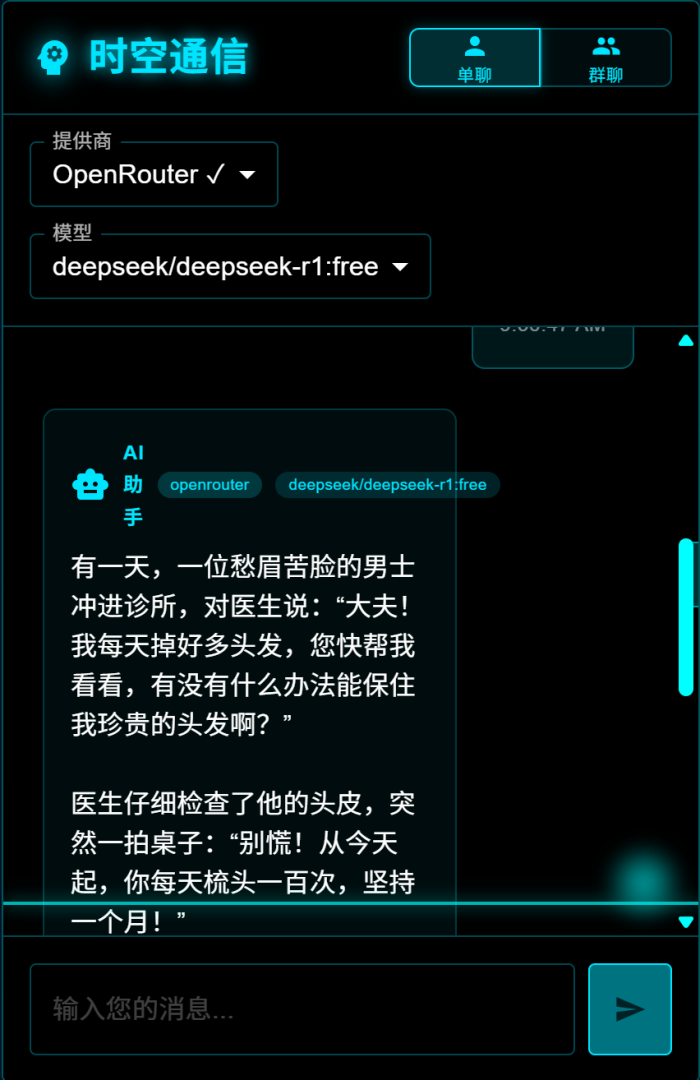 时空通信
单聊
群聊
提供商
OpenRouter ✓
模型
deepseek/deepseek-r1:free
AI
助
手
openrouter
deepseek/deepseek-r1:free
有一天，一位愁眉苦脸的男士
冲进诊所，对医生说：“大夫！
我每天掉好多头发，您快帮我
看看，有没有什么办法能保住
我珍贵的头发啊？”
医生仔细检查了他的头皮，突
然一拍桌子：“别慌！从今天
起，你每天梳头一百次，坚持
一个月！”
输入您的消息...